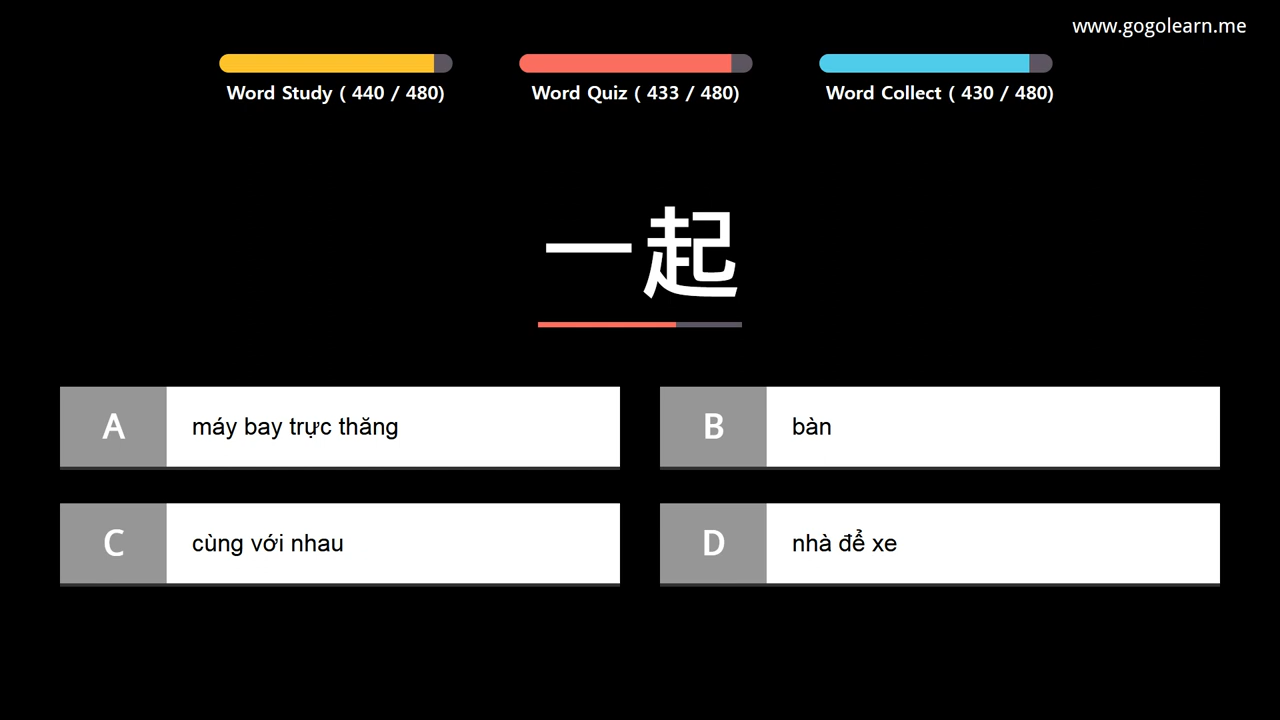 www.gogolearn.me
Word Study ( 440 / 480)
Word Quiz ( 433 / 480)
Word Collect ( 430 / 480)
一起
A máy bay trực thăng
B bàn
C cùng với nhau
D nhà để xe